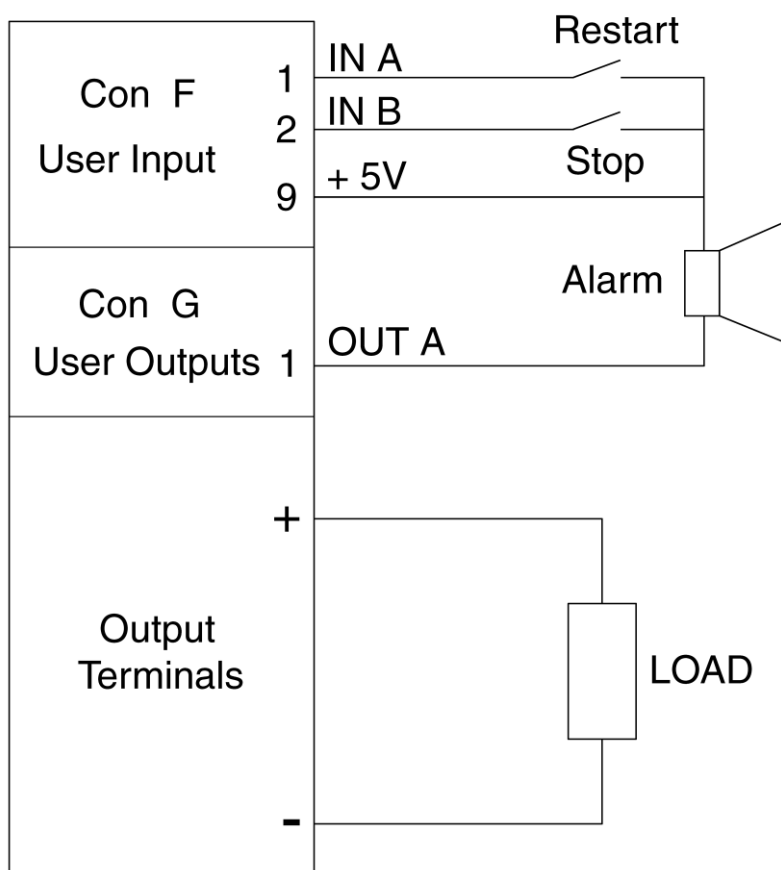 Restart
Con F
1
IN A
2
IN B
User Input
Stop
9
+ 5V
Alarm
Con G
OUT A
User Outputs 1
+
Output
Terminals
LOAD
-